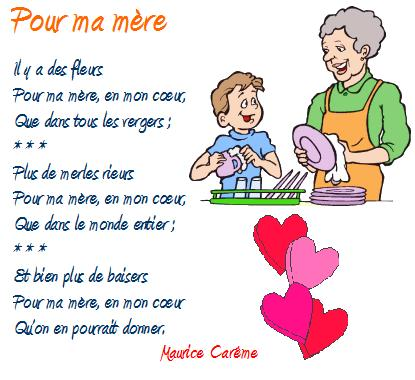 Pour ma mère
Il y a des fleurs
Pour ma mère, en mon cœur,
Que dans tous les vergers ;
* * *
Plus de merles rieurs
Pour ma mère, en mon cœur,
Que dans le monde entier ;
* * *
Et bien plus de baisers
Pour ma mère, en mon cœur
Qu'on en pourrait donner.
Maurice Carême